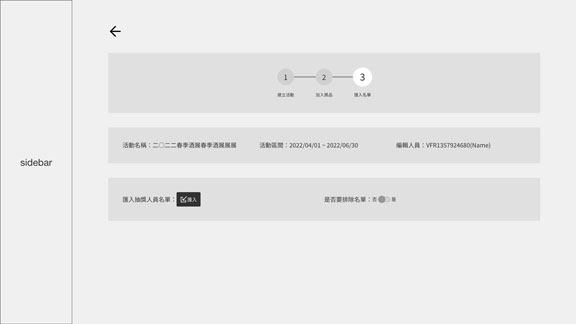 1
2
3
建立活動
加入獎品
匯入名單
sidebar
活動名稱：二〇二二春季酒展春季酒展展展
活動區間：2022/04/01 ~ 2022/06/30
編輯人員：VFR1357924680(Name)
匯入抽獎人員名單： 匯入
是否要排除名單： 否 是